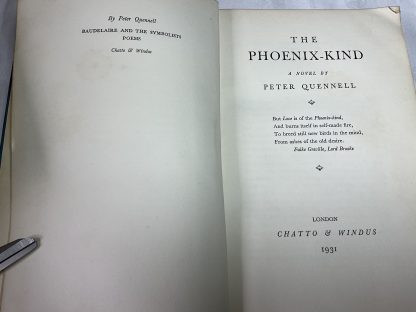 By Peter Quennell
BAUDELAIRE AND THE SYMBOLISTS
POEMS
Chatto & Windus
THE
PHOENIX-KIND
A NOVEL BY
PETER QUENNELL
But Love is of the Phoenix-kind,
And burns itself in self-made fire,
To breed still new birds in the mind,
From ashes of the old desire.
Fulke Greville, Lord Brooke
LONDON
CHATTO & WINDUS
1931